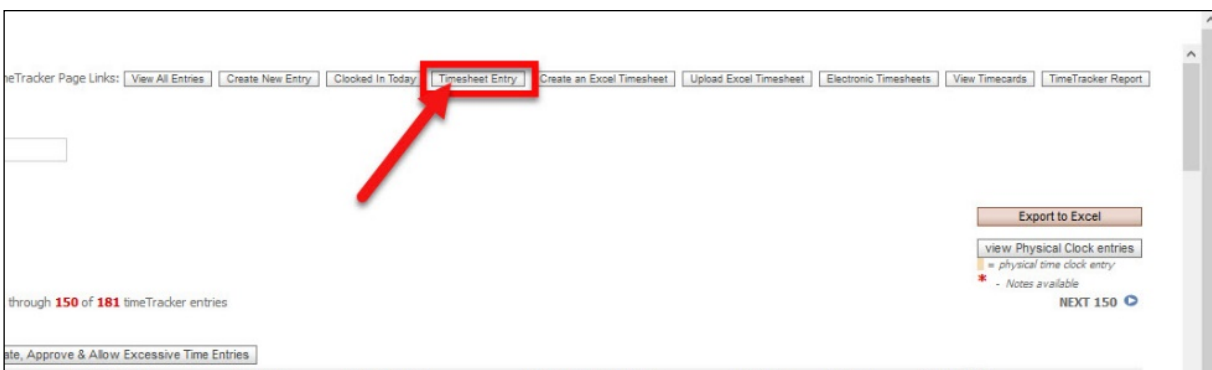 neTracker Page Links: View All Entries Create New Entry Clocked In Today Timesheet Entry Create an Excel Timesheet Upload Excel Timesheet Electronic Timesheets View Timecards TimeTracker Report
Export to Excel
view Physical Clock entries
= physical time clock entry
* - Notes available
through 150 of 181 timeTracker entries NEXT 150
ate, Approve & Allow Excessive Time Entries